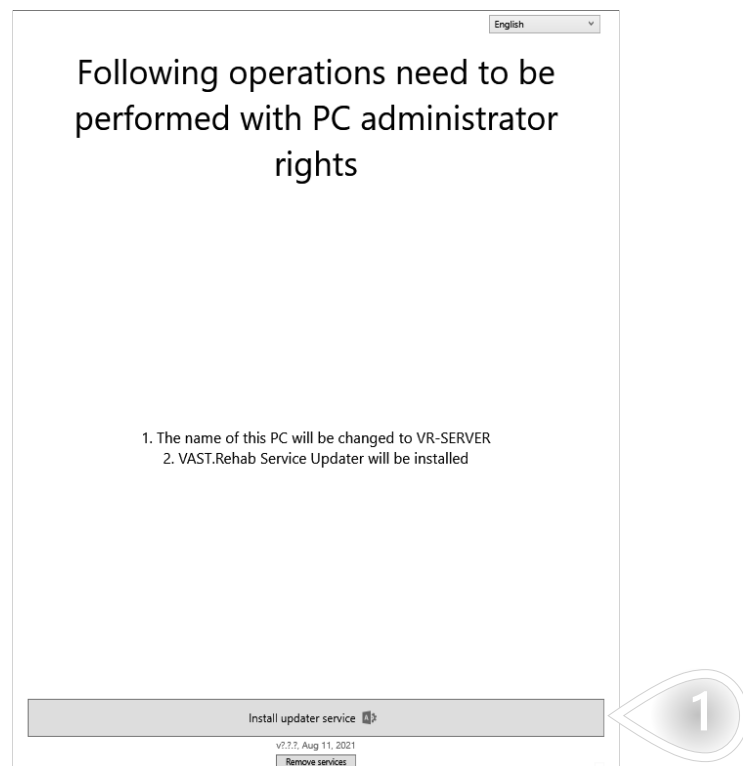 English
Following operations need to be
performed with PC administrator
rights
1. The name of this PC will be changed to VR-SERVER
2. VAST.Rehab Service Updater will be installed
Install updater service
1
v?.?.?, Aug 11, 2021
Remove services